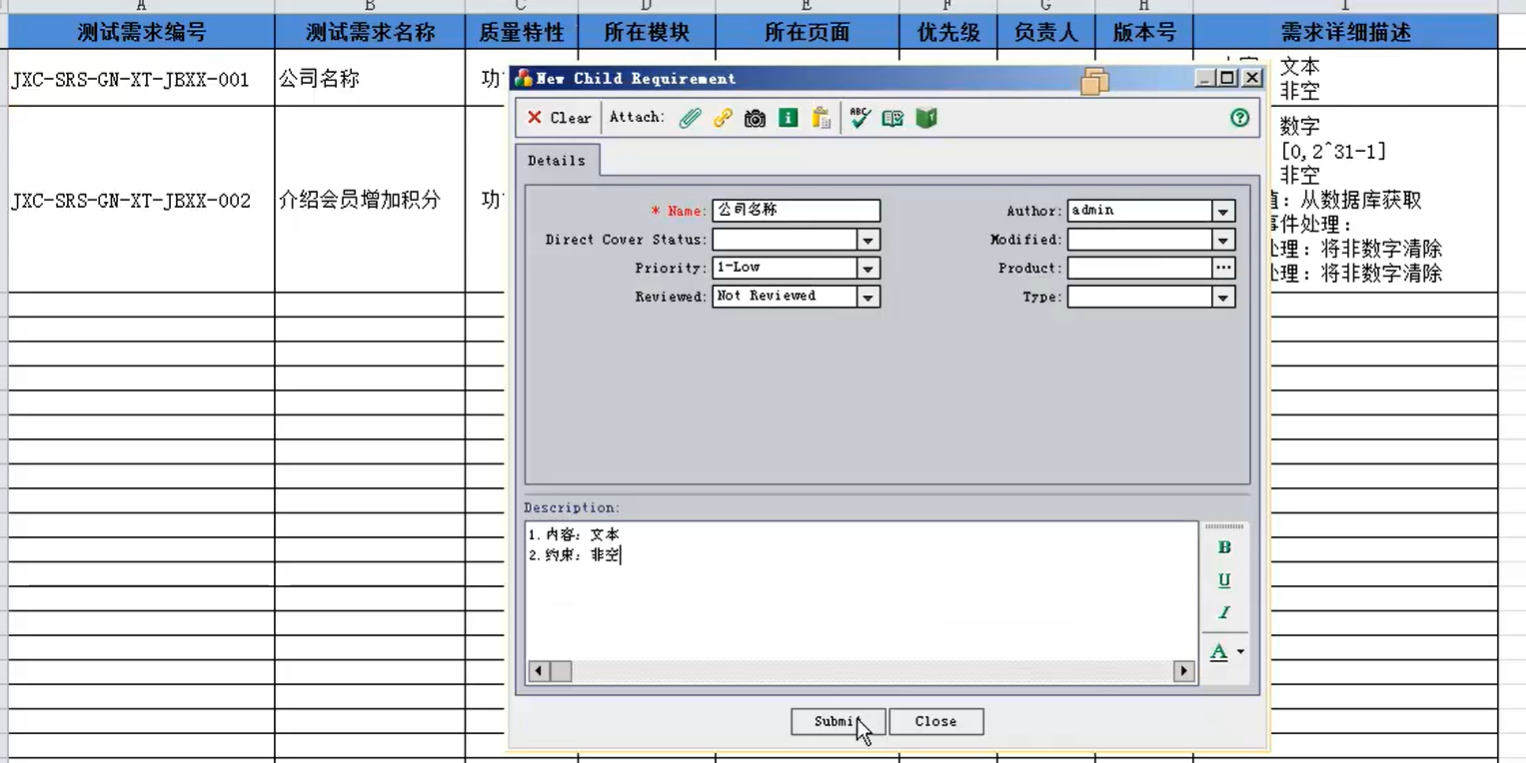 A B C D E F G H I
测试需求编号 测试需求名称 质量特性 所在模块 所在页面 优先级 负责人 版本号 需求详细描述
JXC-SRS-GN-XT-JBXX-001 公司名称 功 文本
非空
JXC-SRS-GN-XT-JBXX-002 介绍会员增加积分 功 数字
[0,2^31-1]
非空
值：从数据库获取
事件处理：
处理：将非数字清除
处理：将非数字清除
New Child Requirement
Clear Attach: ABC
Details
* Name: 公司名称 Author: admin
Direct Cover Status: Modified:
Priority: 1-Low Product: ...
Reviewed: Not Reviewed Type:
Description:
1.内容：文本
2.约束：非空
B
U
I
A
Submit Close